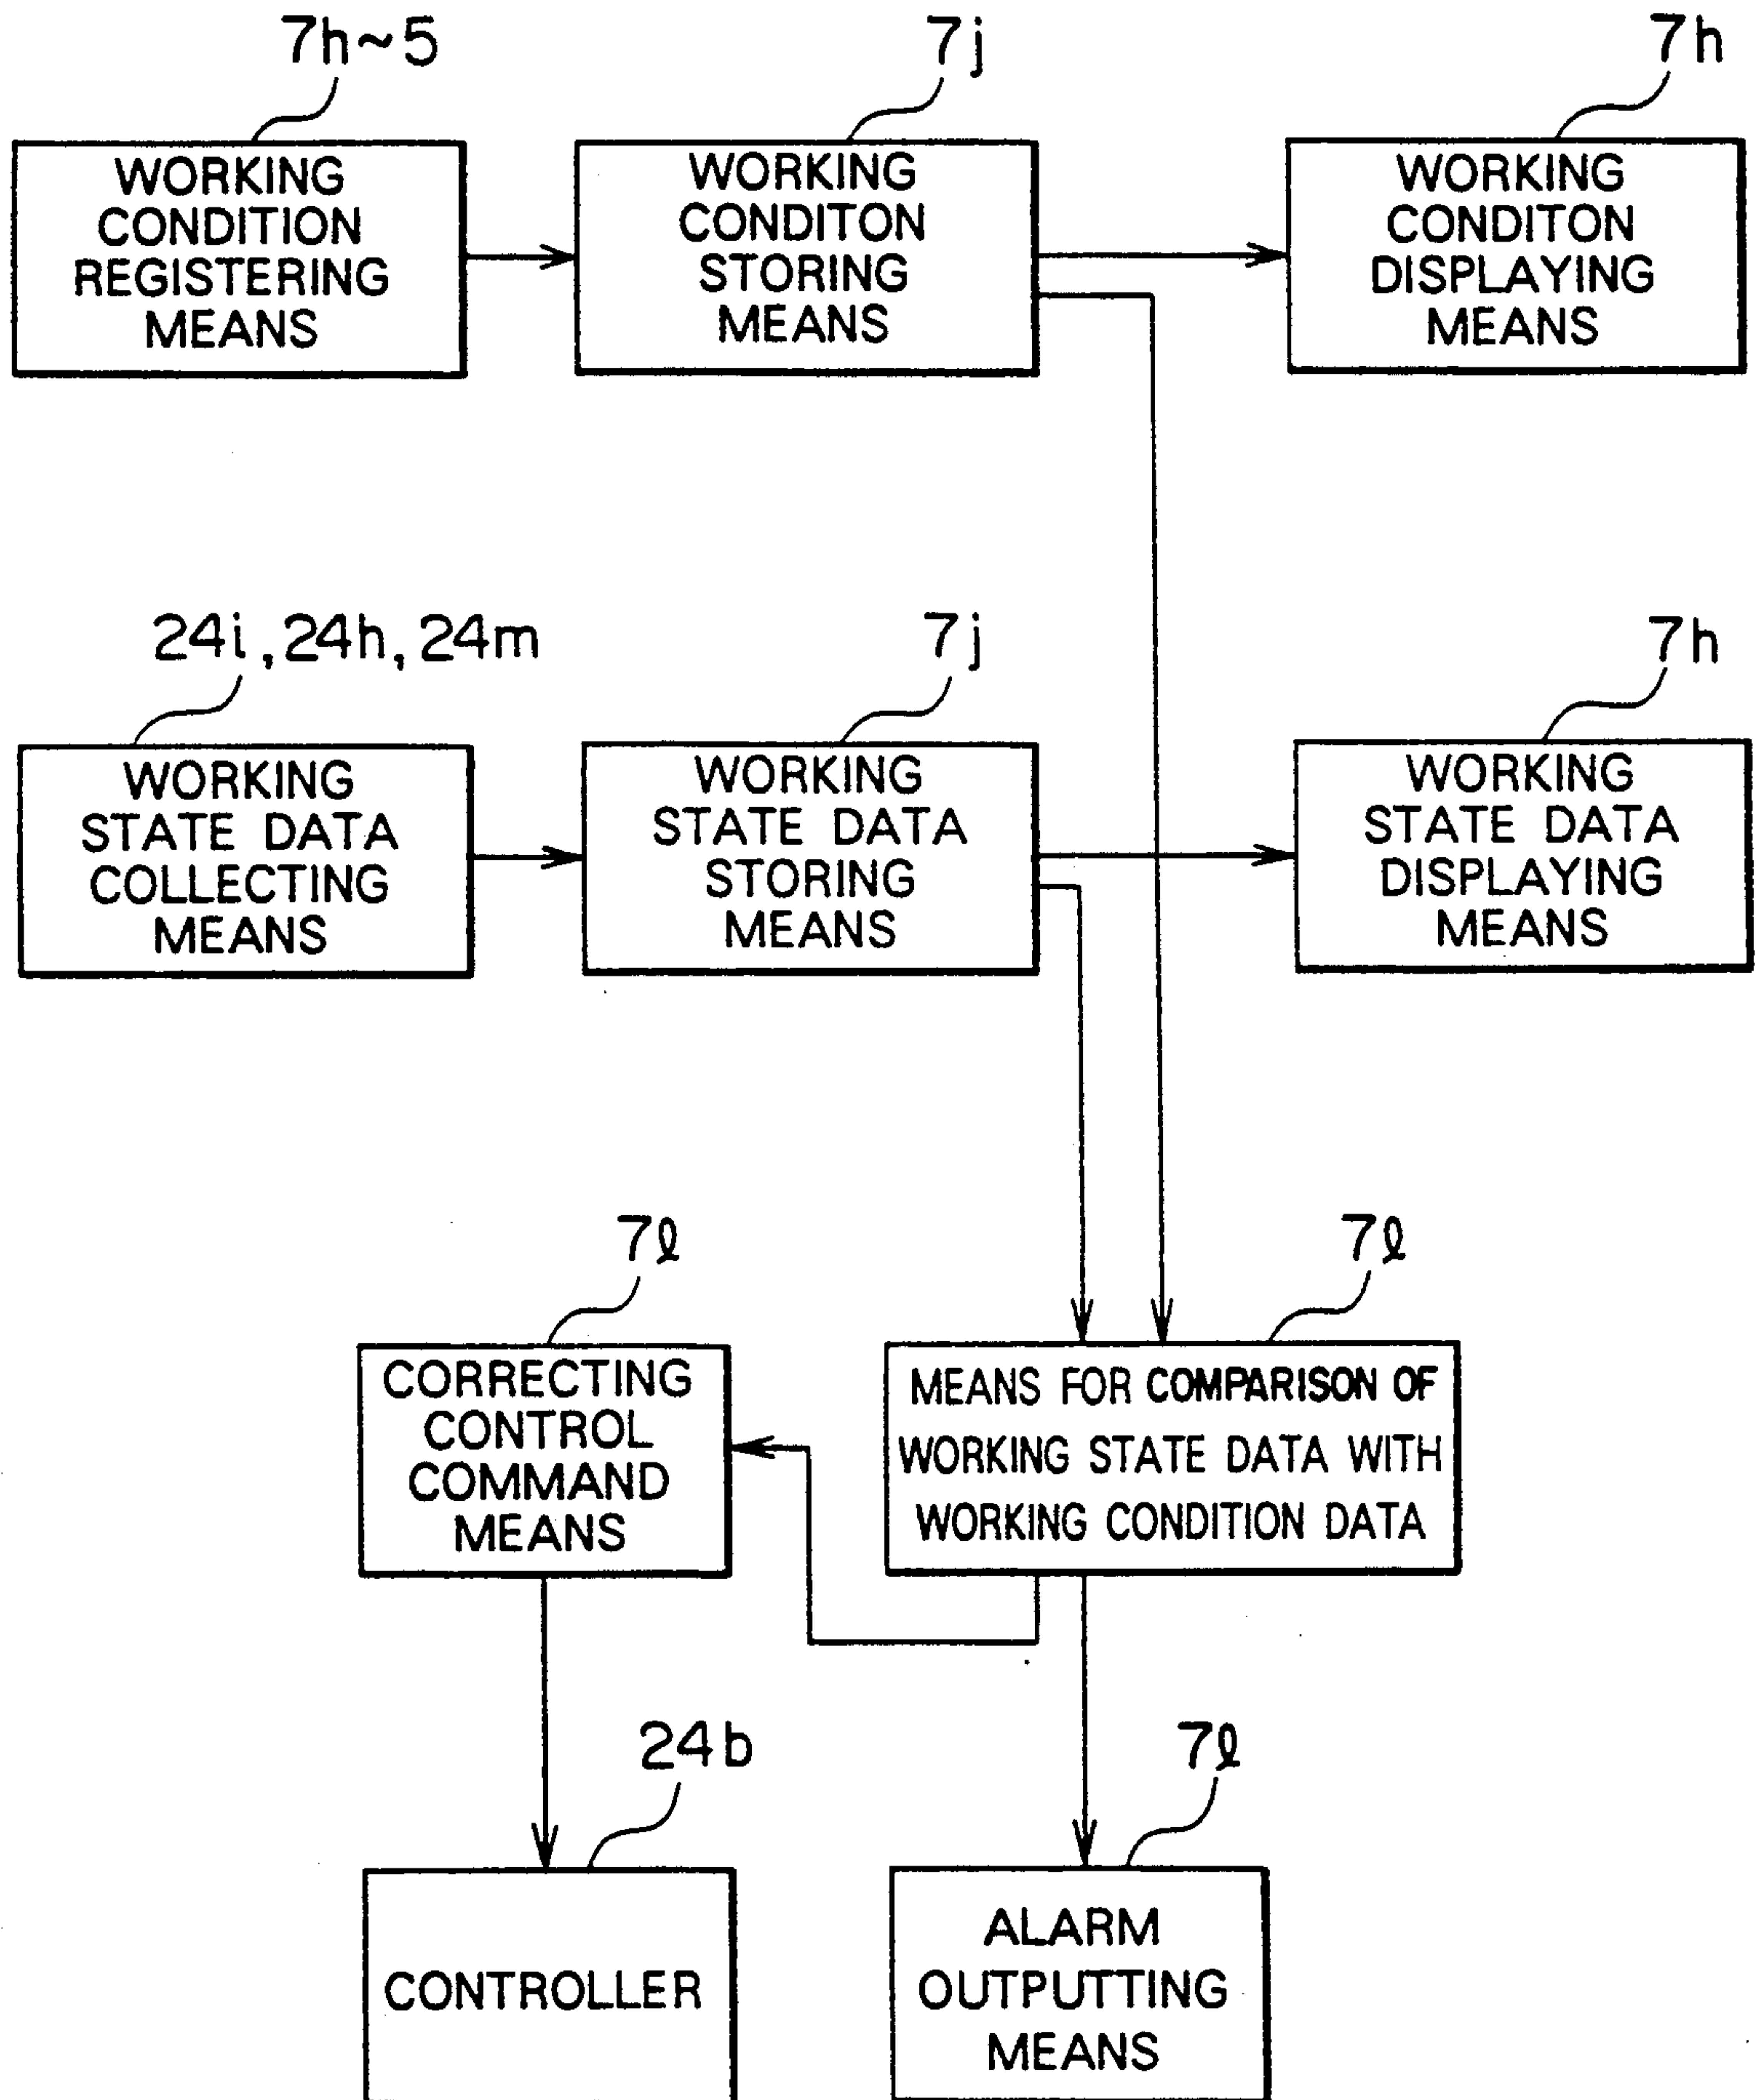 7h~5
7j
7h
WORKING
CONDITION
REGISTERING
MEANS
WORKING
CONDITON
STORING
MEANS
WORKING
CONDITON
DISPLAYING
MEANS
24i, 24h, 24m
7j
7h
WORKING
STATE DATA
COLLECTING
MEANS
WORKING
STATE DATA
STORING
MEANS
WORKING
STATE DATA
DISPLAYING
MEANS
7ℓ
7ℓ
CORRECTING
CONTROL
COMMAND
MEANS
MEANS FOR COMPARISON OF
WORKING STATE DATA WITH
WORKING CONDITION DATA
24b
7ℓ
CONTROLLER
ALARM
OUTPUTTING
MEANS